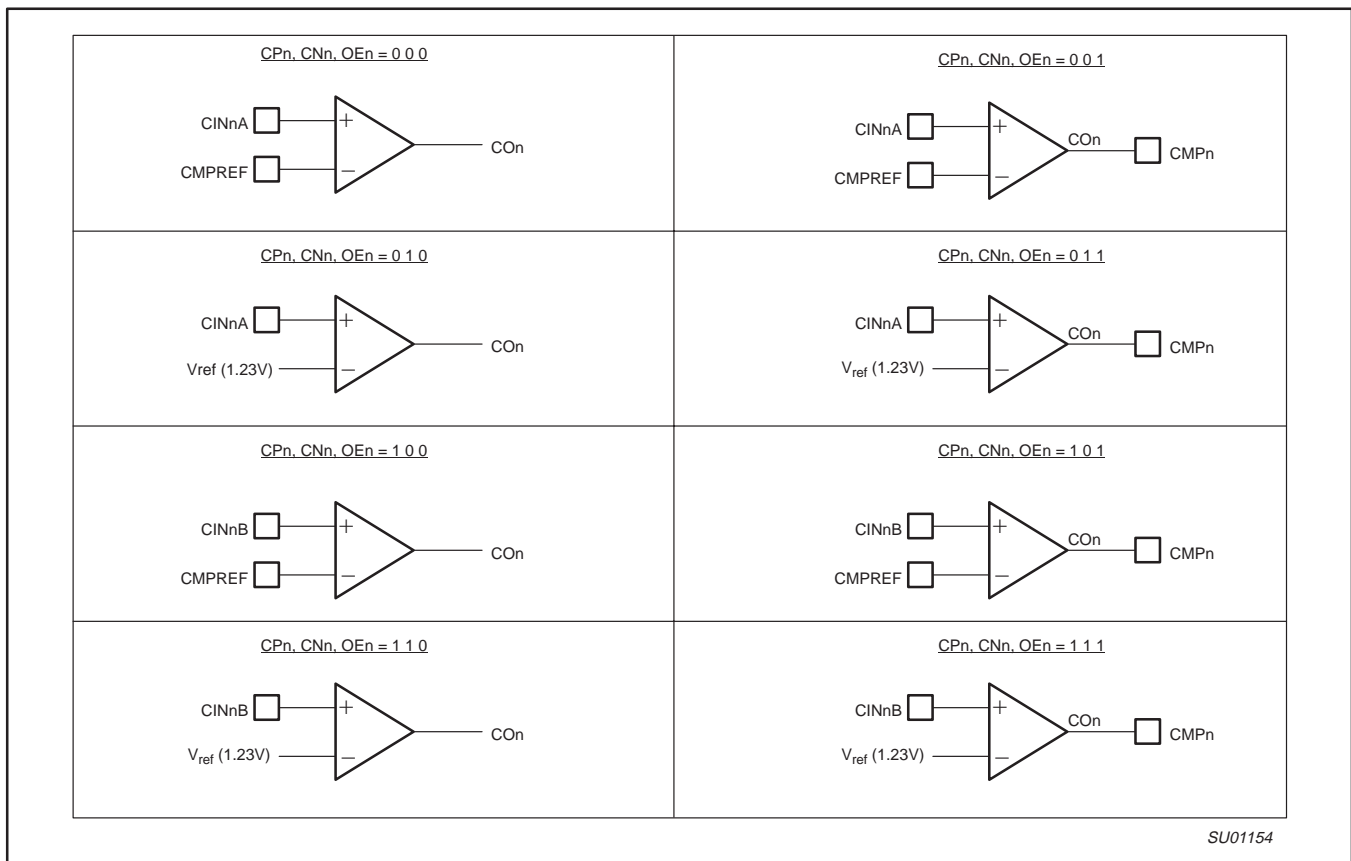 CPn, CNn, OEn = 0 0 0
CINnA
+
COn
CMPREF
–
CPn, CNn, OEn = 0 0 1
CINnA
+
COn
CMPn
CMPREF
–
CPn, CNn, OEn = 0 1 0
CINnA
+
COn
Vref (1.23V)
–
CPn, CNn, OEn = 0 1 1
CINnA
+
COn
CMPn
Vref (1.23V)
–
CPn, CNn, OEn = 1 0 0
CINnB
+
COn
CMPREF
–
CPn, CNn, OEn = 1 0 1
CINnB
+
COn
CMPn
CMPREF
–
CPn, CNn, OEn = 1 1 0
CINnB
+
COn
Vref (1.23V)
–
CPn, CNn, OEn = 1 1 1
CINnB
+
COn
CMPn
Vref (1.23V)
–
SU01154